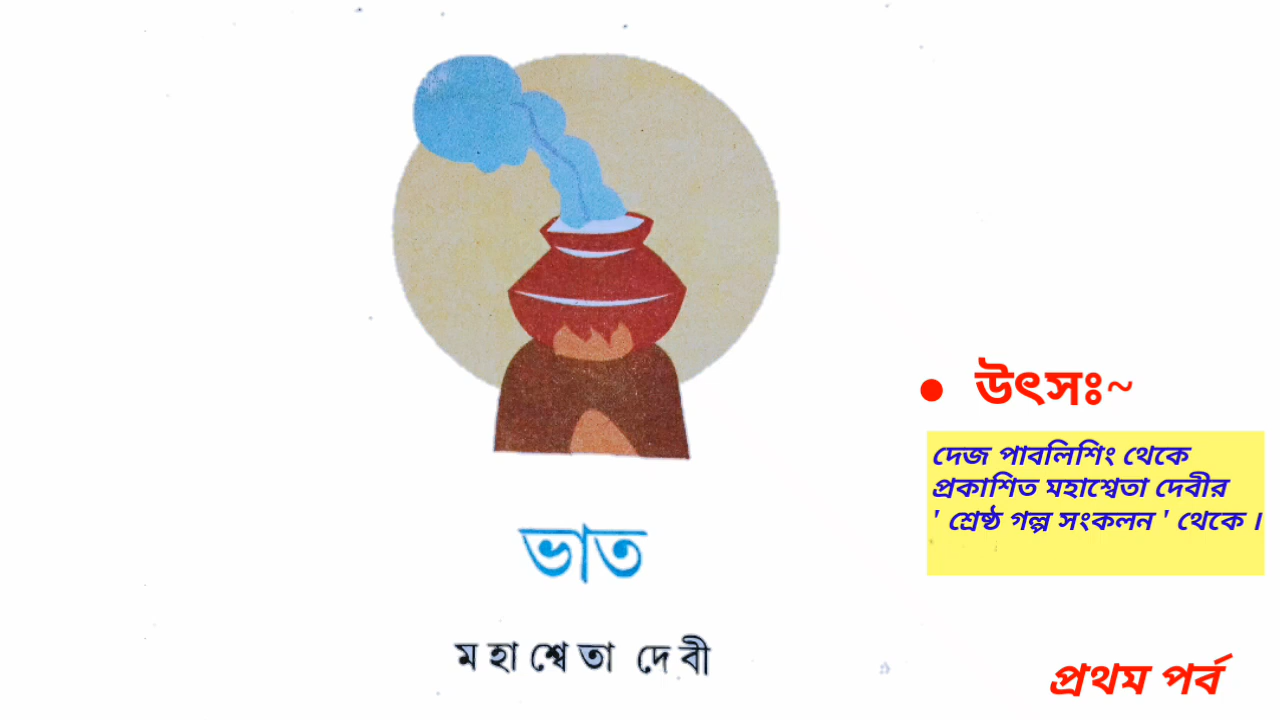 • উৎসঃ~
দেজ পাবলিশিং থেকে
প্রকাশিত মহাশ্বেতা দেবীর
' শ্রেষ্ঠ গল্প সংকলন ' থেকে ।
ভাত
মহাশ্বেতা দেবী
প্রথম পর্ব